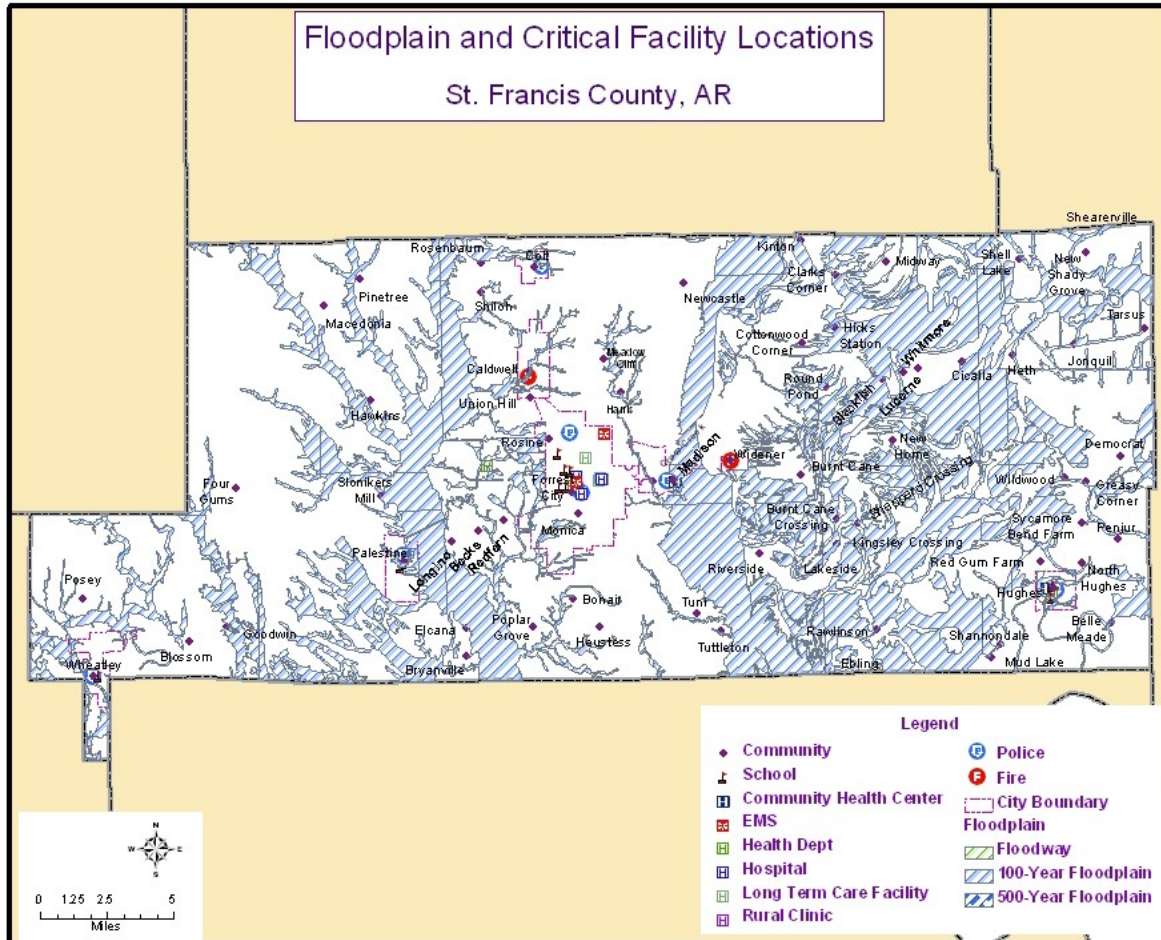 Floodplain and Critical Facility Locations
St. Francis County, AR
Shearerville
Rosenbaum
Colt
Kinton
Midway
Shell
Lake
New
Shady
Grove
Clarks
Corner
Pinetree
Shiloh
Newcastle
Macedonia
Tarsus
Cottonwood
Corner
Hicks
Station
Whitmore
Meadow
Cliff
Jonquil
Caldwell
Heth
Cicalla
Round
Pond
Blackfish
Lucerne
Union Hill
Hawkins
Rosine
Madison
New
Home
Democrat
Widener
Burnt Cane
Wildwood
Greasy
Corner
Four
Gums
Slonikers
Mill
Forrest
City
Burnt Cane
Crossing
Sycamore
Bend Farm
Penjur
Monica
Kingsley Crossing
Palestine
Longino
Becks
Redfern
Riverside
Lakeside
Red Gum Farm
North
Hughes
Hughes
Posey
Bonair
Tunt
Belle
Meade
Poplar
Grove
Elcana
Goodwin
Blossom
Heustess
Tuttleton
Rawlinson
Shannondale
Wheatley
Bryanville
Ebling
Mud Lake
Legend
Community
School
Community Health Center
EMS
Health Dept
Hospital
Long Term Care Facility
Rural Clinic
Police
Fire
City Boundary
Floodplain
Floodway
100-Year Floodplain
500-Year Floodplain
N
W
E
S
0 1.25 2.5 5
Miles